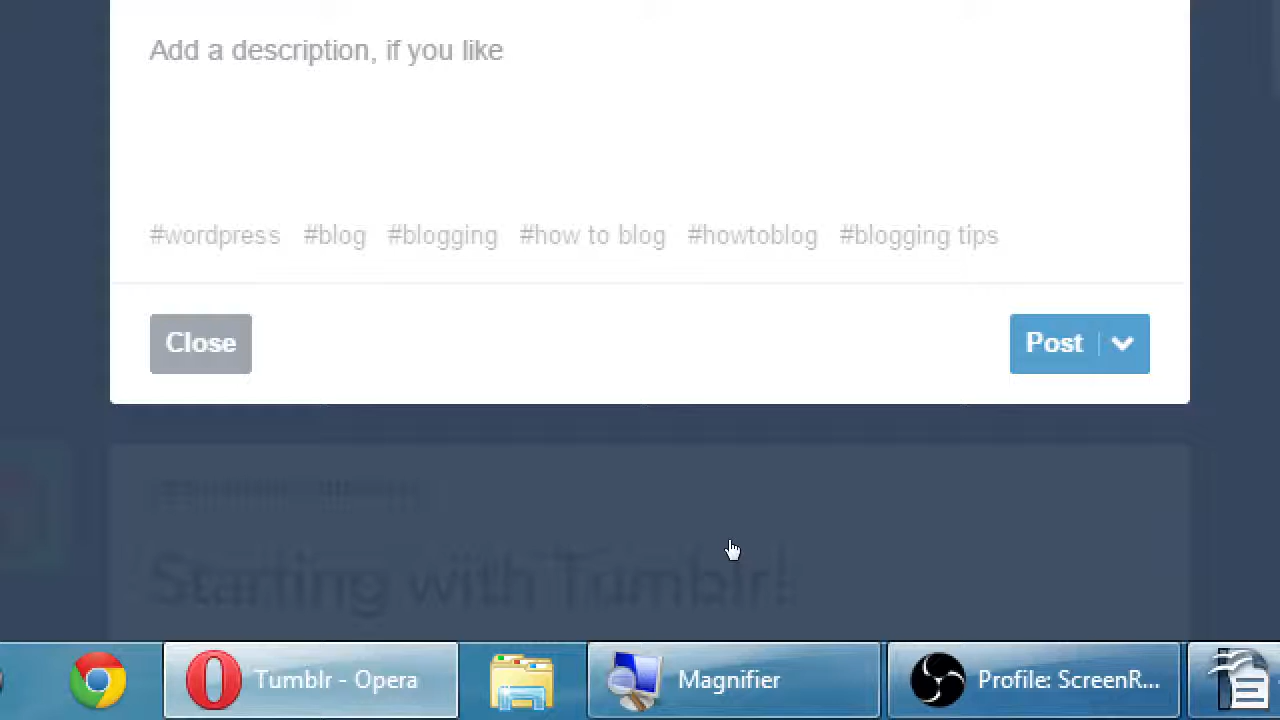 Add a description, if you like
#wordpress #blog #blogging #how to blog #howtoblog #blogging tips
Close
Post
Starting with Tumblr!
Tumblr - Opera
Magnifier
Profile: ScreenR...